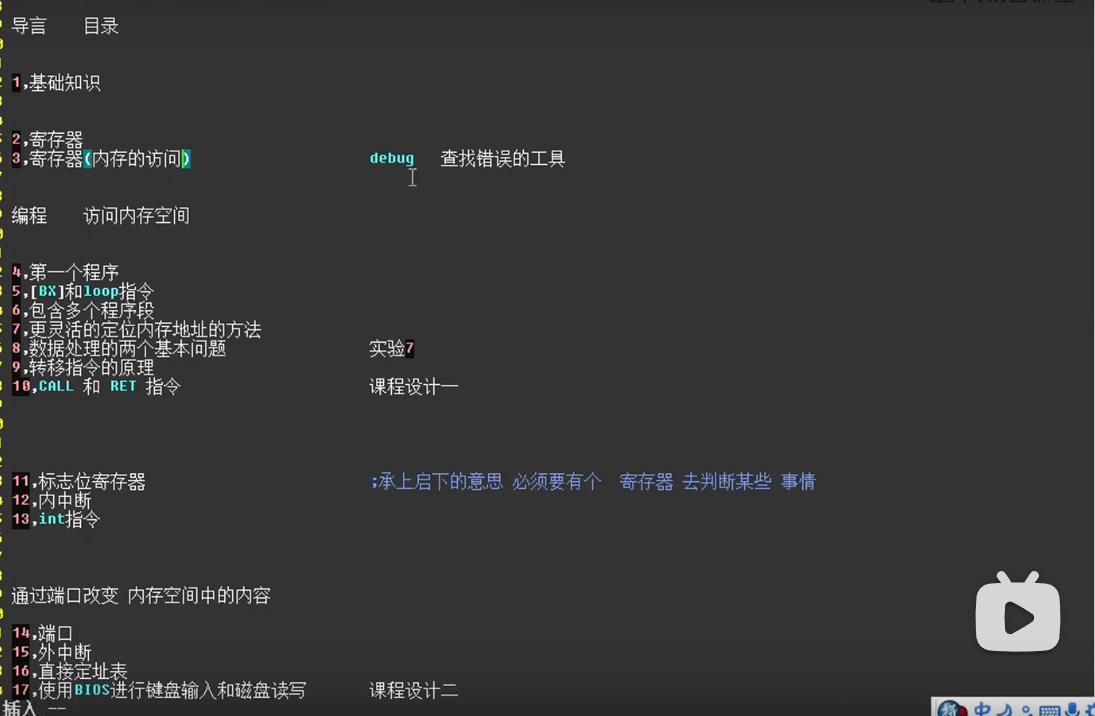 导言 目录
1,基础知识
2,寄存器
3,寄存器(内存的访问) debug 查找错误的工具
编程 访问内存空间
4,第一个程序
5,[BX]和loop指令
6,包含多个程序段
7,更灵活的定位内存地址的方法
8,数据处理的两个基本问题 实验7
9,转移指令的原理
10,CALL 和 RET 指令 课程设计一
11,标志位寄存器 ;承上启下的意思 必须要有个 寄存器 去判断某些 事情
12,内中断
13,int指令
通过端口改变 内存空间中的内容
14,端口
15,外中断
16,直接定址表
17,使用BIOS进行键盘输入和磁盘读写 课程设计二
插入 --
中